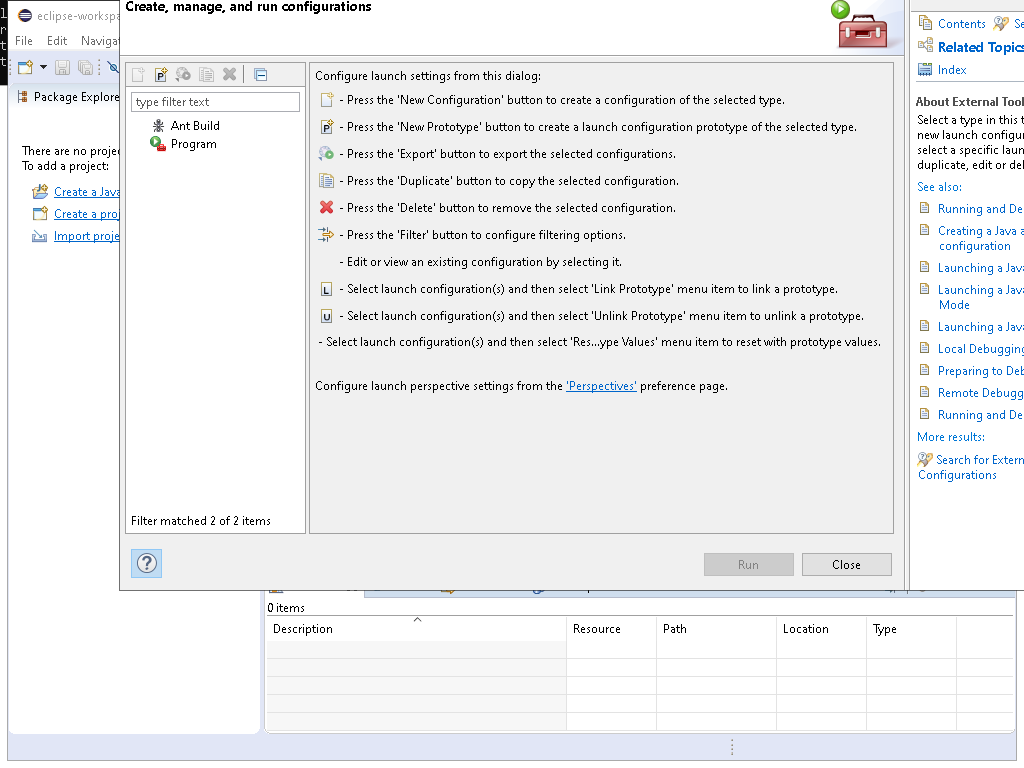 eclipse-workspa
File Edit Naviga
Package Explore
There are no projec
To add a project:
Create a Java
Create a proj
Import proje
Create, manage, and run configurations
type filter text
Ant Build
Program
Filter matched 2 of 2 items
Configure launch settings from this dialog:
- Press the 'New Configuration' button to create a configuration of the selected type.
- Press the 'New Prototype' button to create a launch configuration prototype of the selected type.
- Press the 'Export' button to export the selected configurations.
- Press the 'Duplicate' button to copy the selected configuration.
- Press the 'Delete' button to remove the selected configuration.
- Press the 'Filter' button to configure filtering options.
- Edit or view an existing configuration by selecting it.
L - Select launch configuration(s) and then select 'Link Prototype' menu item to link a prototype.
U - Select launch configuration(s) and then select 'Unlink Prototype' menu item to unlink a prototype.
- Select launch configuration(s) and then select 'Res...ype Values' menu item to reset with prototype values.
Configure launch perspective settings from the 'Perspectives' preference page.
Run Close
Contents Se
Related Topics
Index
About External Tool
Select a type in this t
new launch configur
select a specific laun
duplicate, edit or del
See also:
Running and De
Creating a Java a
configuration
Launching a Java
Launching a Java
Mode
Launching a Java
Local Debugging
Preparing to Deb
Remote Debugg
Running and De
More results:
Search for Extern
Configurations
0 items
Description Resource Path Location Type